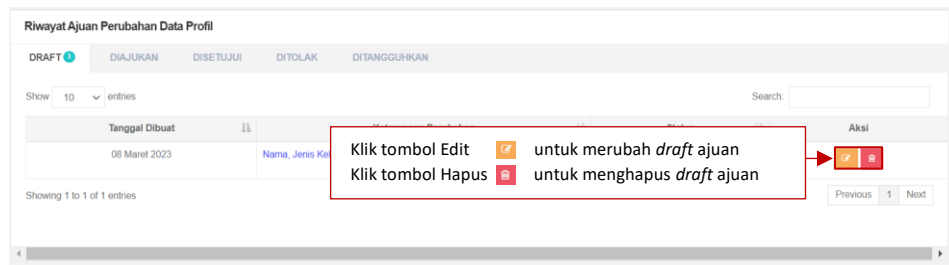 Riwayat Ajuan Perubahan Data Profil
DRAFT 1 DIAJUKAN DISETUJUI DITOLAK DITANGGUHKAN
Show 10 entries Search:
Tanggal Dibuat Aksi
08 Maret 2023 Nama, Jenis
Klik tombol Edit untuk merubah draft ajuan
Klik tombol Hapus untuk menghapus draft ajuan
Showing 1 to 1 of 1 entries Previous 1 Next